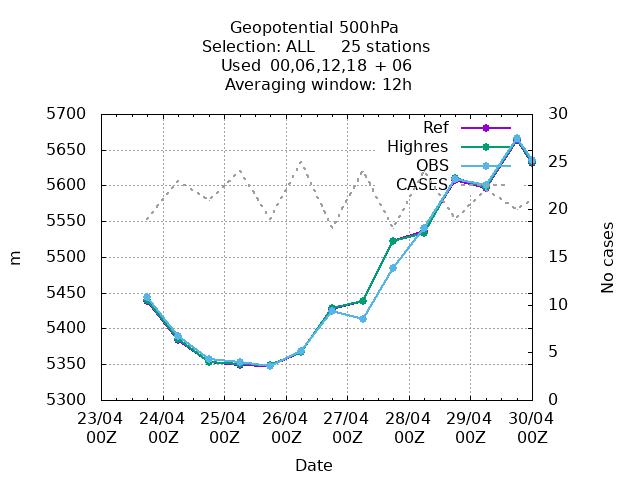 Geopotential 500hPa
Selection: ALL 25 stations
Used 00,06,12,18 + 06
Averaging window: 12h
5700
5650
5600
5550
5500
5450
5400
5350
5300
m
30
25
20
15
10
5
0
No cases
Ref
Highres
OBS
CASES
23/04 24/04 25/04 26/04 27/04 28/04 29/04 30/04
00Z 00Z 00Z 00Z 00Z 00Z 00Z 00Z
Date